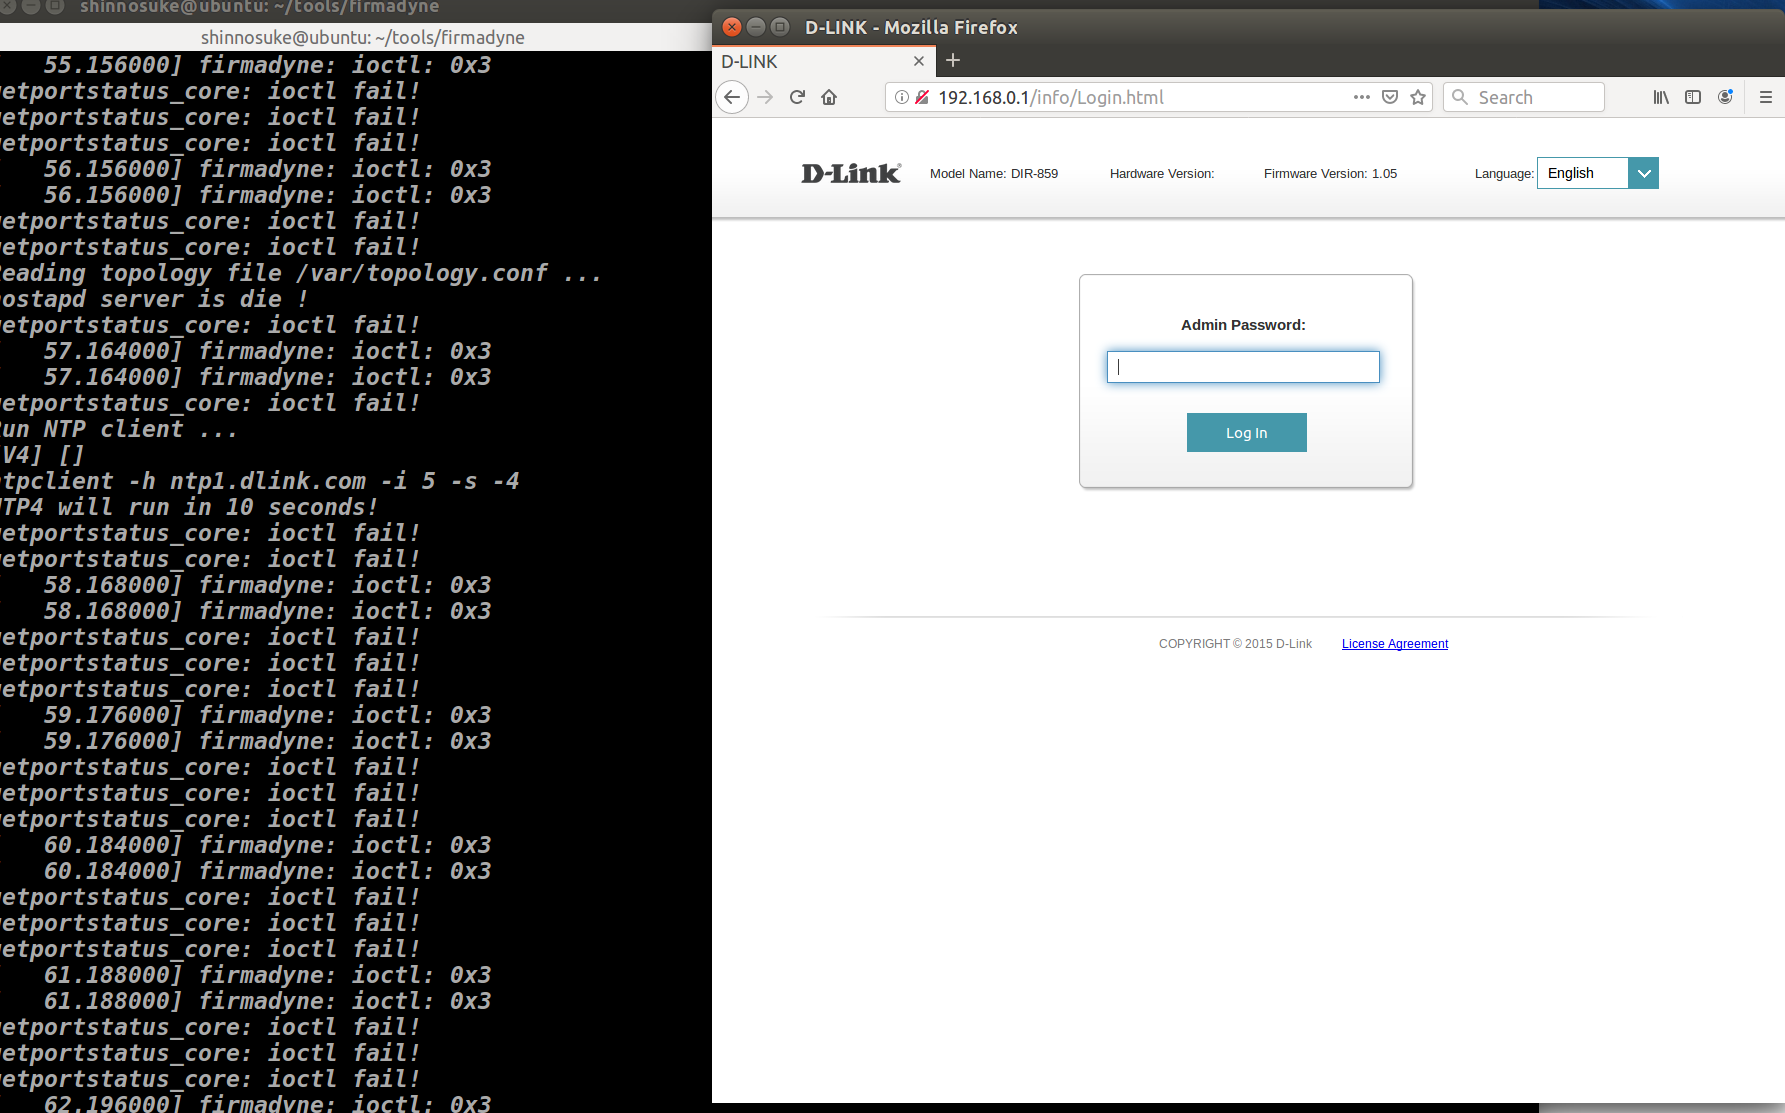 shinnosuke@ubuntu: ~/tools/firmadyne
shinnosuke@ubuntu: ~/tools/firmadyne
55.156000] firmadyne: ioctl: 0x3
etportstatus_core: ioctl fail!
etportstatus_core: ioctl fail!
etportstatus_core: ioctl fail!
56.156000] firmadyne: ioctl: 0x3
56.156000] firmadyne: ioctl: 0x3
etportstatus_core: ioctl fail!
etportstatus_core: ioctl fail!
eading topology file /var/topology.conf ...
ostapd server is die !
etportstatus_core: ioctl fail!
57.164000] firmadyne: ioctl: 0x3
57.164000] firmadyne: ioctl: 0x3
etportstatus_core: ioctl fail!
un NTP client ...
V4] []
tpclient -h ntp1.dlink.com -i 5 -s -4
TP4 will run in 10 seconds!
etportstatus_core: ioctl fail!
etportstatus_core: ioctl fail!
58.168000] firmadyne: ioctl: 0x3
58.168000] firmadyne: ioctl: 0x3
etportstatus_core: ioctl fail!
etportstatus_core: ioctl fail!
etportstatus_core: ioctl fail!
59.176000] firmadyne: ioctl: 0x3
59.176000] firmadyne: ioctl: 0x3
etportstatus_core: ioctl fail!
etportstatus_core: ioctl fail!
etportstatus_core: ioctl fail!
60.184000] firmadyne: ioctl: 0x3
60.184000] firmadyne: ioctl: 0x3
etportstatus_core: ioctl fail!
etportstatus_core: ioctl fail!
etportstatus_core: ioctl fail!
61.188000] firmadyne: ioctl: 0x3
61.188000] firmadyne: ioctl: 0x3
etportstatus_core: ioctl fail!
etportstatus_core: ioctl fail!
etportstatus_core: ioctl fail!
62.196000] firmadyne: ioctl: 0x3
D-LINK - Mozilla Firefox
D-LINK
192.168.0.1/info/Login.html
Search
D-Link® Model Name: DIR-859 Hardware Version: Firmware Version: 1.05 Language: English
Admin Password:
Log In
COPYRIGHT © 2015 D-Link License Agreement